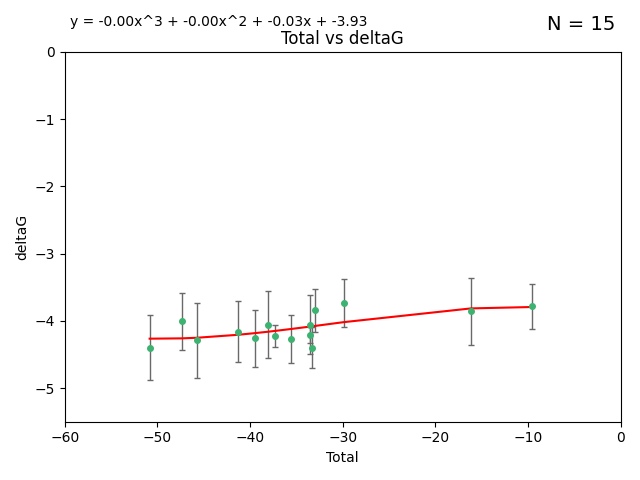 y = -0.00x^3 + -0.00x^2 + -0.03x + -3.93
N = 15
Total vs deltaG
0
−1
−2
−3
−4
−5
deltaG
−60 −50 −40 −30 −20 −10 0
Total